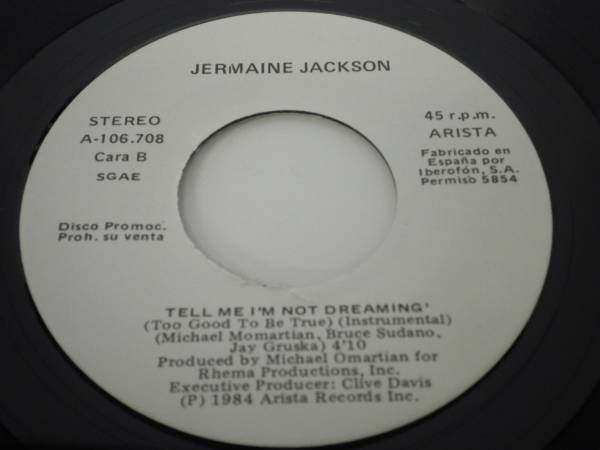 JERMAINE JACKSON
STEREO
A-106.708
Cara B
SGAE
45 r.p.m.
ARISTA
Fabricado en
España por
Iberofón, S.A.
Permiso 5854
Disco Promoc.
Proh. su venta
TELL ME I'M NOT DREAMING'
(Too Good To Be True) (Instrumental)
(Michael Momartian, Bruce Sudano,
Jay Gruska) 4'10
Produced by Michael Omartian for
Rhema Productions, Inc.
Executive Producer: Clive Davis
(P) 1984 Arista Records Inc.